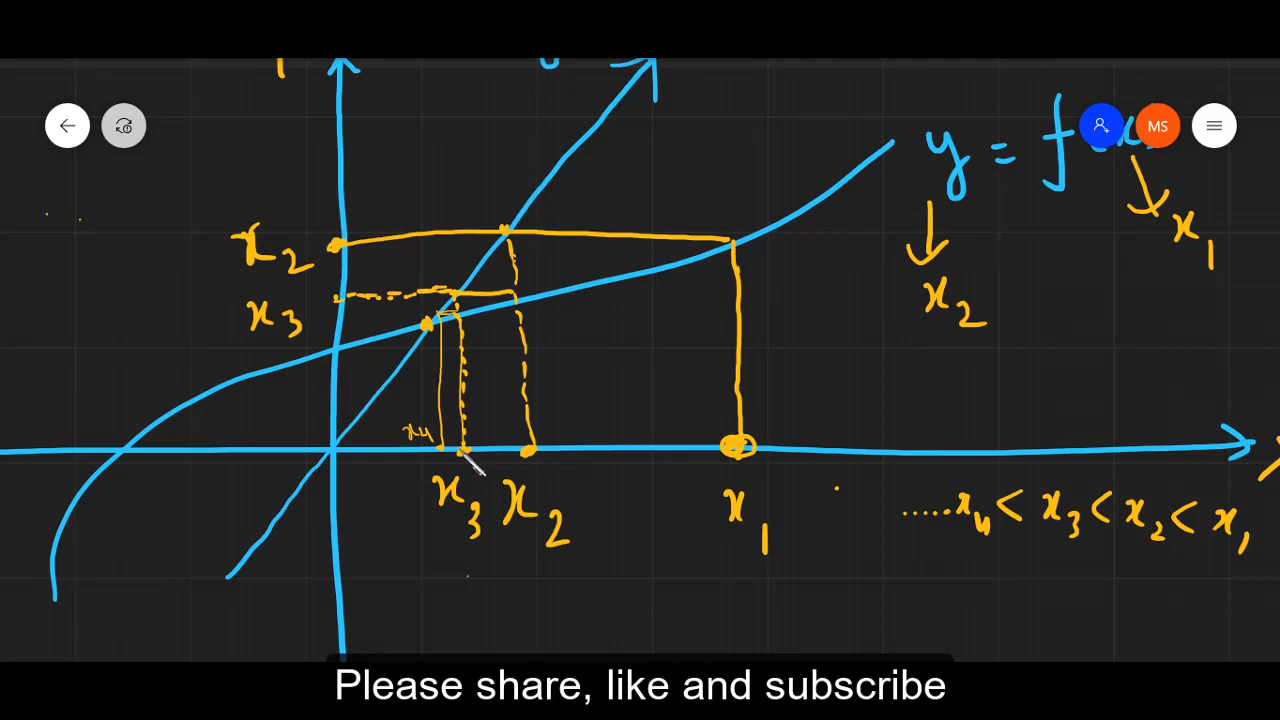 MS
y = f(x)
x2
x1
x3
x2
x4
x3 x2 x1
.....x4 < x3 < x2 < x1
Please share, like and subscribe